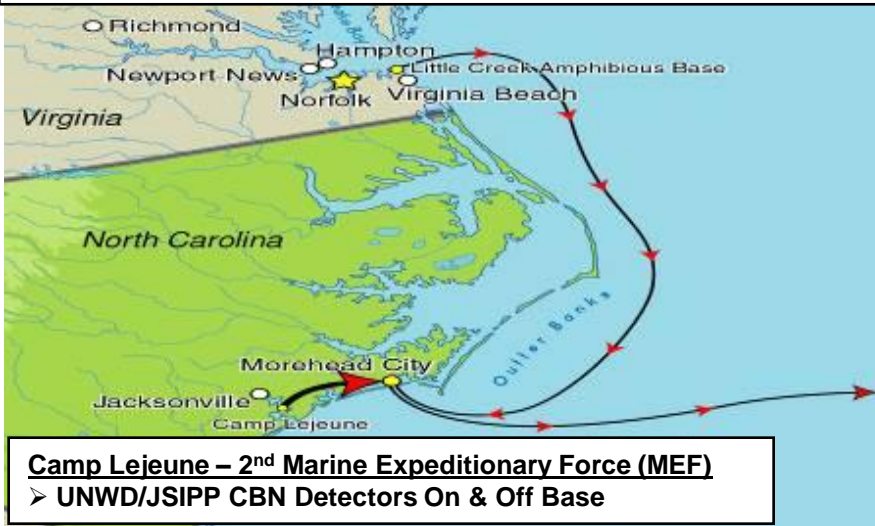 Richmond
Hampton
Newport News
Little Creek Amphibious Base
Norfolk
Virginia Beach
Virginia
North Carolina
Outter Banks
Morehead City
Jacksonville
Camp Lejeune
Camp Lejeune – 2nd Marine Expeditionary Force (MEF)
➢ UNWD/JSIPP CBN Detectors On & Off Base